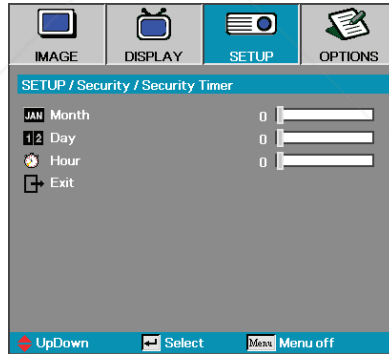 IMAGE DISPLAY SETUP OPTIONS
SETUP / Security / Security Timer
JAN Month 0
1 2 Day 0
Hour 0
Exit
UpDown Select Menu Menu off